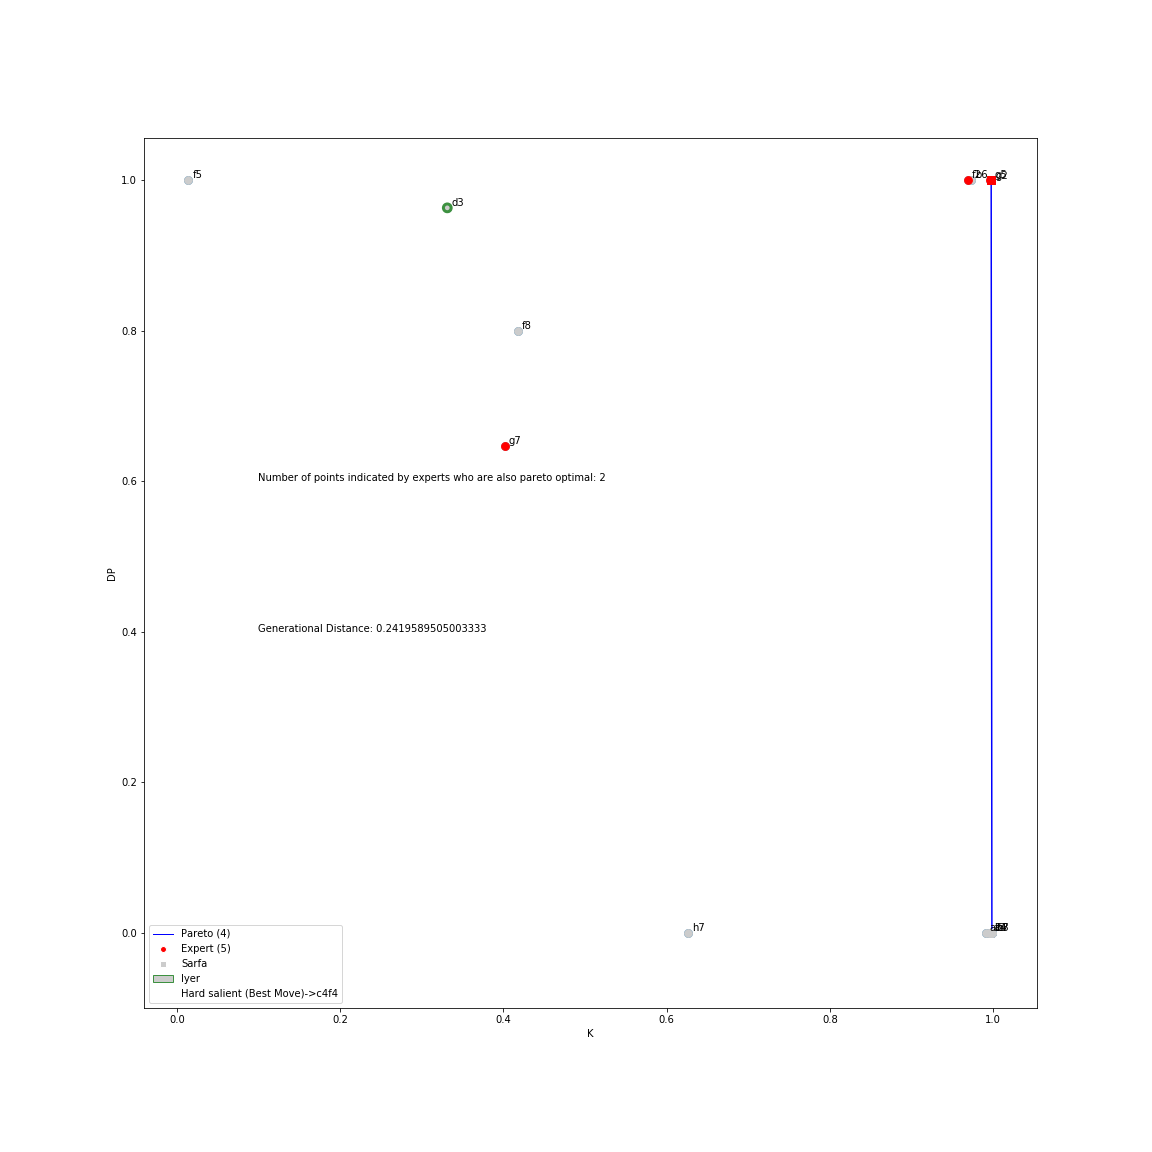 1.0
0.8
0.6
0.4
0.2
0.0
DP
f5
d3
f8
g7
Number of points indicated by experts who are also pareto optimal: 2
Generational Distance: 0.2419589505003333
h7
Pareto (4)
Expert (5)
Sarfa
Iyer
Hard salient (Best Move)->c4f4
0.0
0.2
0.4
0.6
0.8
1.0
K